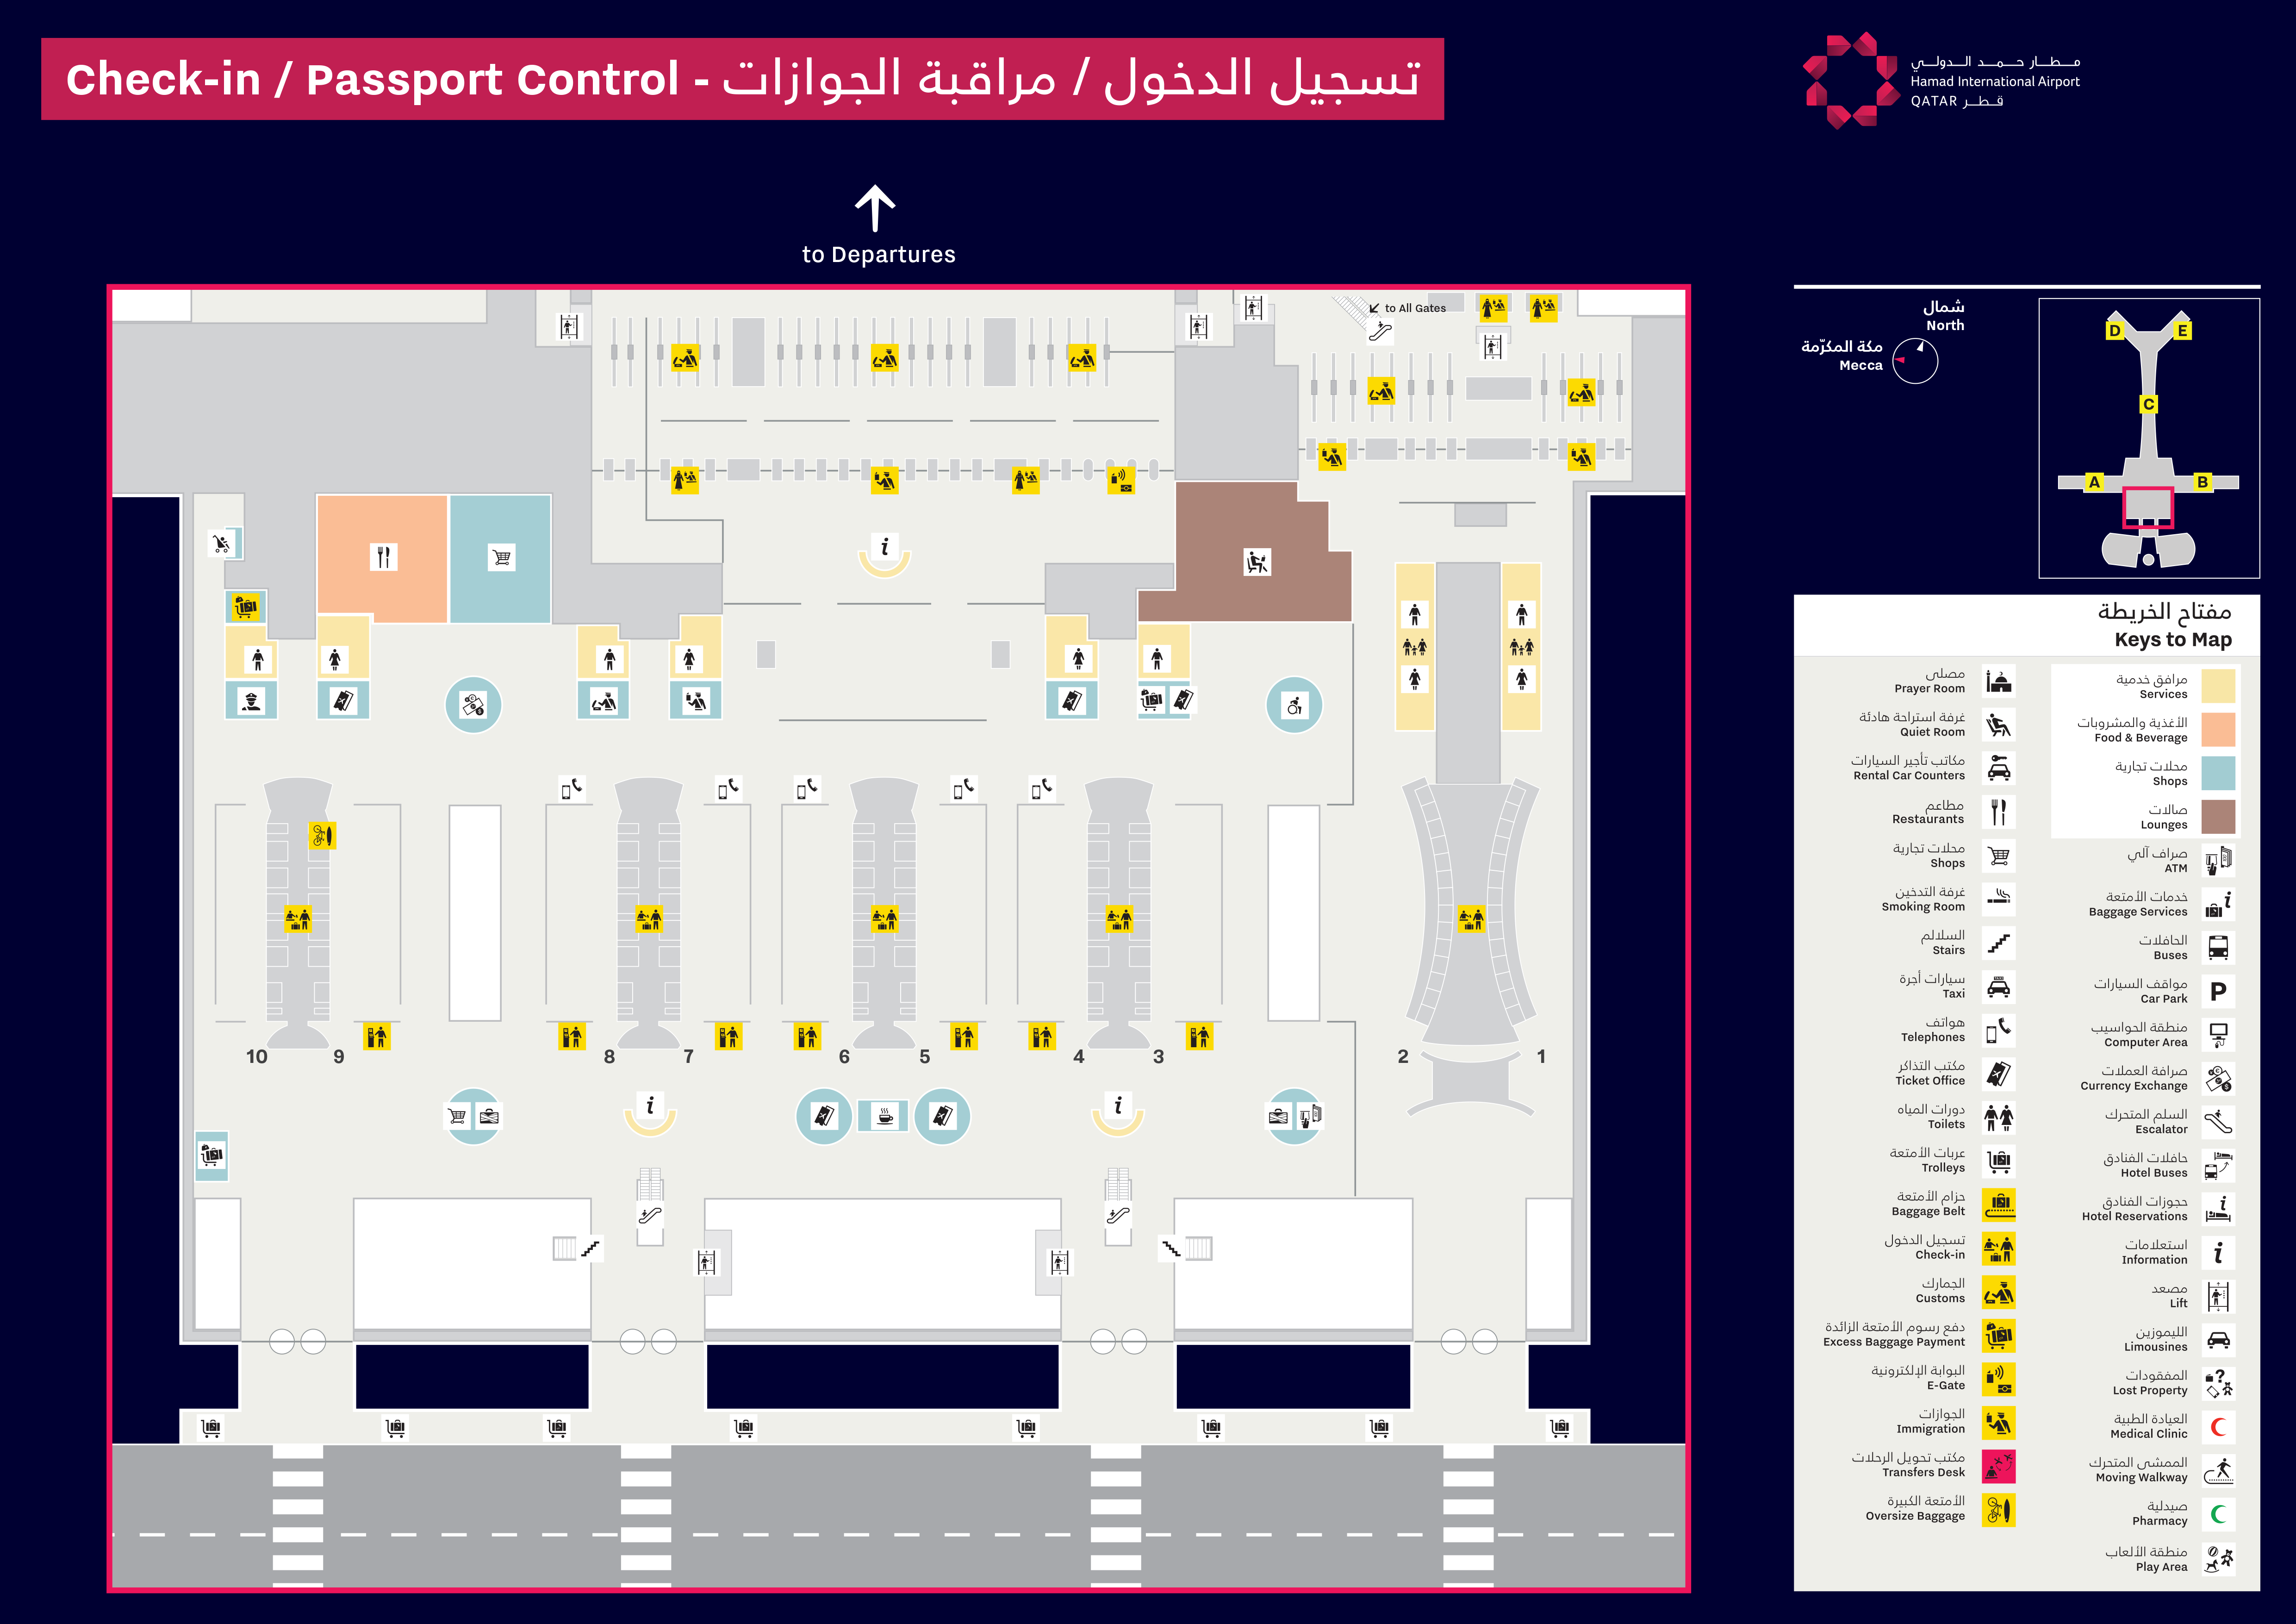 Check-in / Passport Control - تسجيل الدخول / مراقبة الجوازات
مـطـار حـمـد الـدولـي
Hamad International Airport
QATAR قـطـر
to Departures
to All Gates
10
9
8
7
6
5
4
3
2
1
شمال
North
مكة المكرّمة
Mecca
D
E
C
A
B
مفتاح الخريطة
Keys to Map
مصلى
Prayer Room
غرفة استراحة هادئة
Quiet Room
مكاتب تأجير السيارات
Rental Car Counters
مطاعم
Restaurants
محلات تجارية
Shops
غرفة التدخين
Smoking Room
السلالم
Stairs
سيارات أجرة
Taxi
هواتف
Telephones
مكتب التذاكر
Ticket Office
دورات المياه
Toilets
عربات الأمتعة
Trolleys
حزام الأمتعة
Baggage Belt
تسجيل الدخول
Check-in
الجمارك
Customs
دفع رسوم الأمتعة الزائدة
Excess Baggage Payment
البوابة الإلكترونية
E-Gate
الجوازات
Immigration
مكتب تحويل الرحلات
Transfers Desk
الأمتعة الكبيرة
Oversize Baggage
مرافق خدمية
Services
الأغذية والمشروبات
Food & Beverage
محلات تجارية
Shops
صالات
Lounges
صراف آلي
ATM
خدمات الأمتعة
Baggage Services
الحافلات
Buses
مواقف السيارات
Car Park
P
منطقة الحواسيب
Computer Area
صرافة العملات
Currency Exchange
السلم المتحرك
Escalator
حافلات الفنادق
Hotel Buses
حجوزات الفنادق
Hotel Reservations
استعلامات
Information
مصعد
Lift
الليموزين
Limousines
المفقودات
Lost Property
العيادة الطبية
Medical Clinic
الممشى المتحرك
Moving Walkway
صيدلية
Pharmacy
منطقة الألعاب
Play Area